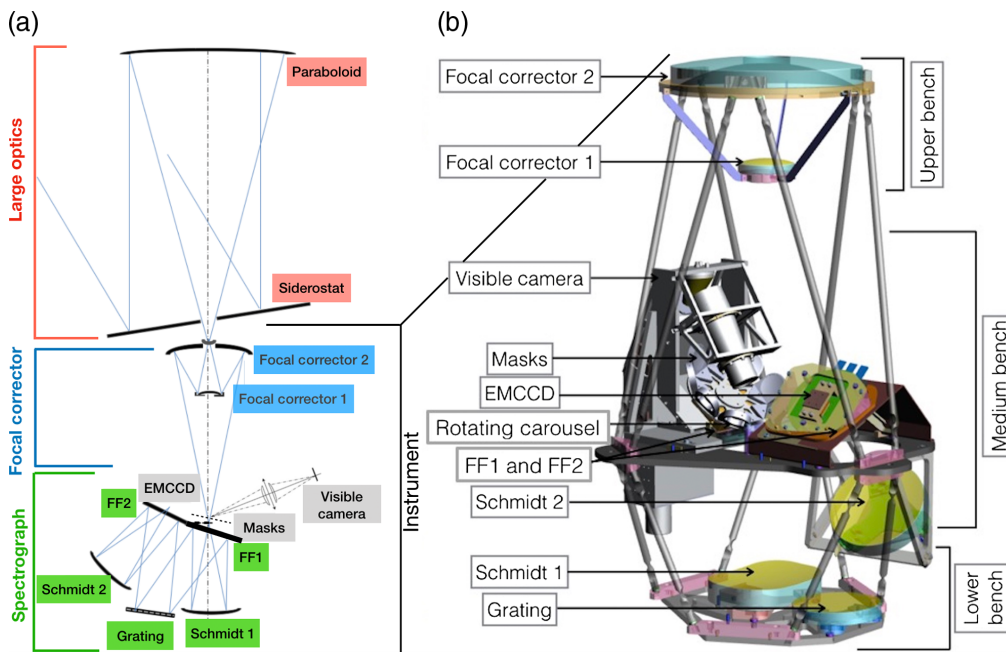 (a)
Large optics
Paraboloid
Siderostat
Focal corrector
Focal corrector 2
Focal corrector 1
Spectrograph
EMCCD
FF2
Visible
camera
Masks
FF1
Schmidt 2
Grating
Schmidt 1
Instrument
(b)
Focal corrector 2
Focal corrector 1
Upper bench
Visible camera
Masks
EMCCD
Rotating carousel
FF1 and FF2
Schmidt 2
Medium bench
Schmidt 1
Grating
Lower
bench